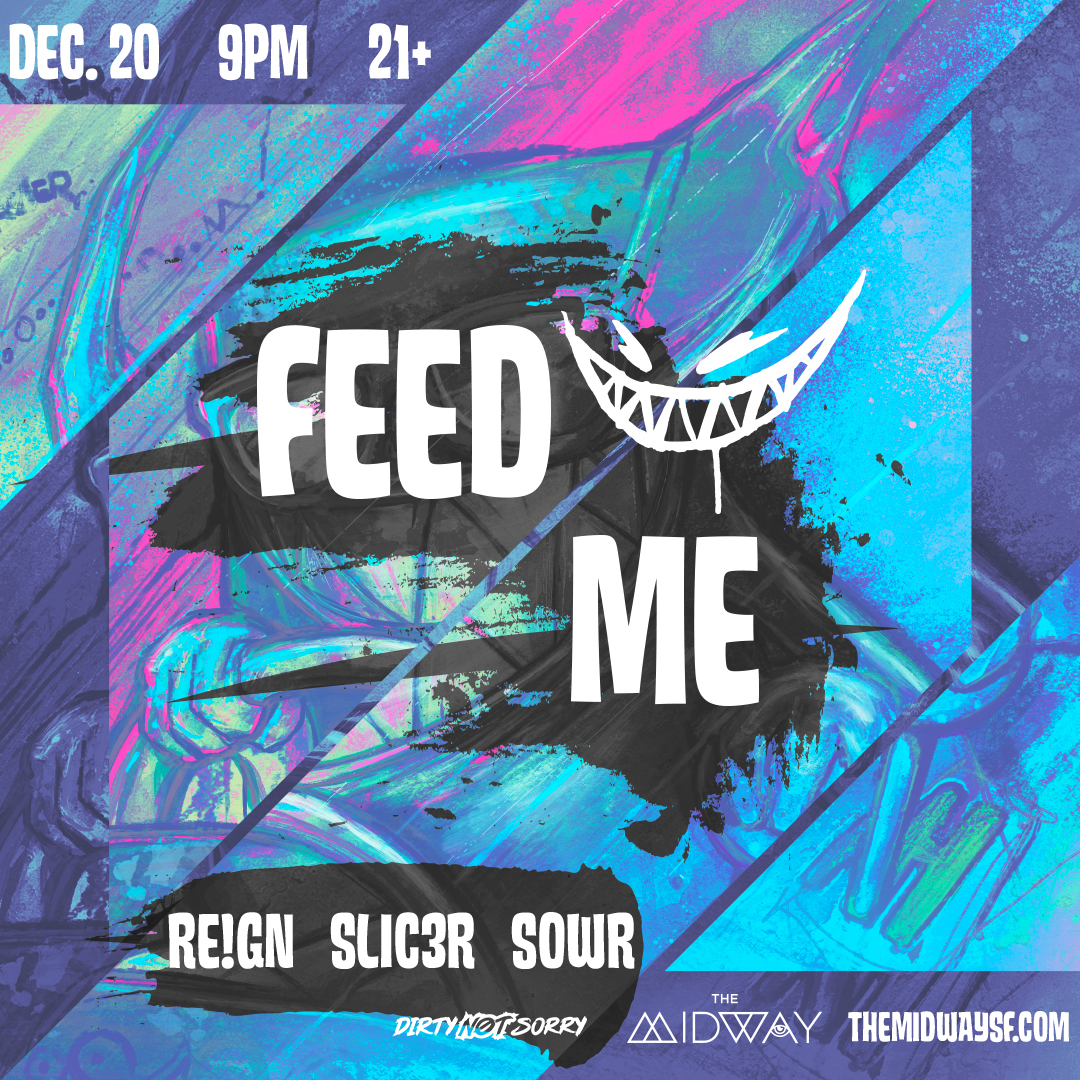 DEC. 20 9PM 21+
FEED
ME
RE!GN SLIC3R SOWR
DIRTY NOT SORRY
THE
MIDWAY
THEMIDWAYSF.COM